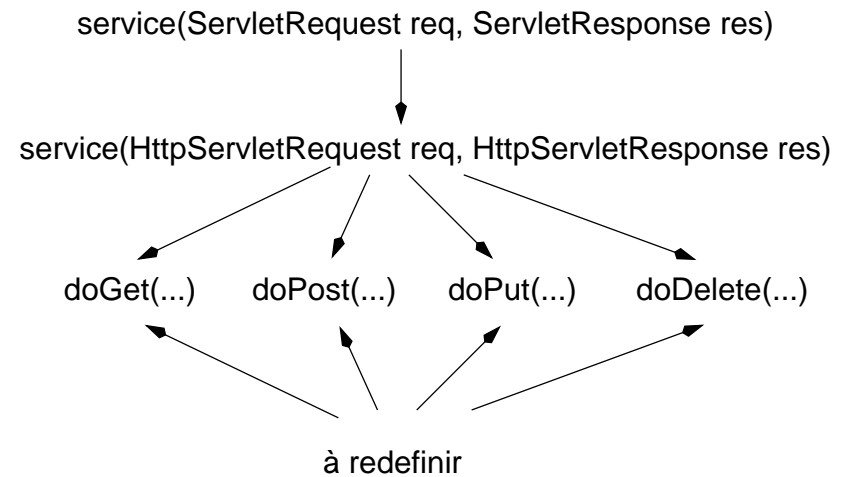 service(ServletRequest req, ServletResponse res)
service(HttpServletRequest req, HttpServletResponse res)
doGet(...) doPost(...) doPut(...) doDelete(...)
à redefinir